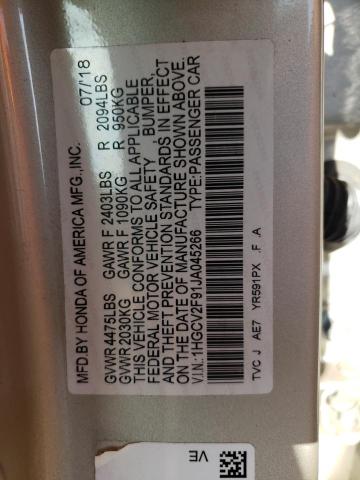 MFD.BY HONDA OF AMERICA MFG.,INC. 07/'18
GVWR 4475LBS GAWR F 2403LBS R 2094LBS
GVWR 2030KG GAWR F 1090KG R 950KG
THIS VEHICLE CONFORMS TO ALL APPLICABLE
FEDERAL MOTOR VEHICLE SAFETY BUMPER,
AND THEFT PREVENTION STANDARDS IN EFFECT
ON THE DATE OF MANUFACTURE SHOWN ABOVE.
V.I.N.:1HGCV2F91JA045266 TYPE:PASSENGER CAR
TVC J AE7 YR591PX .F .A
VE